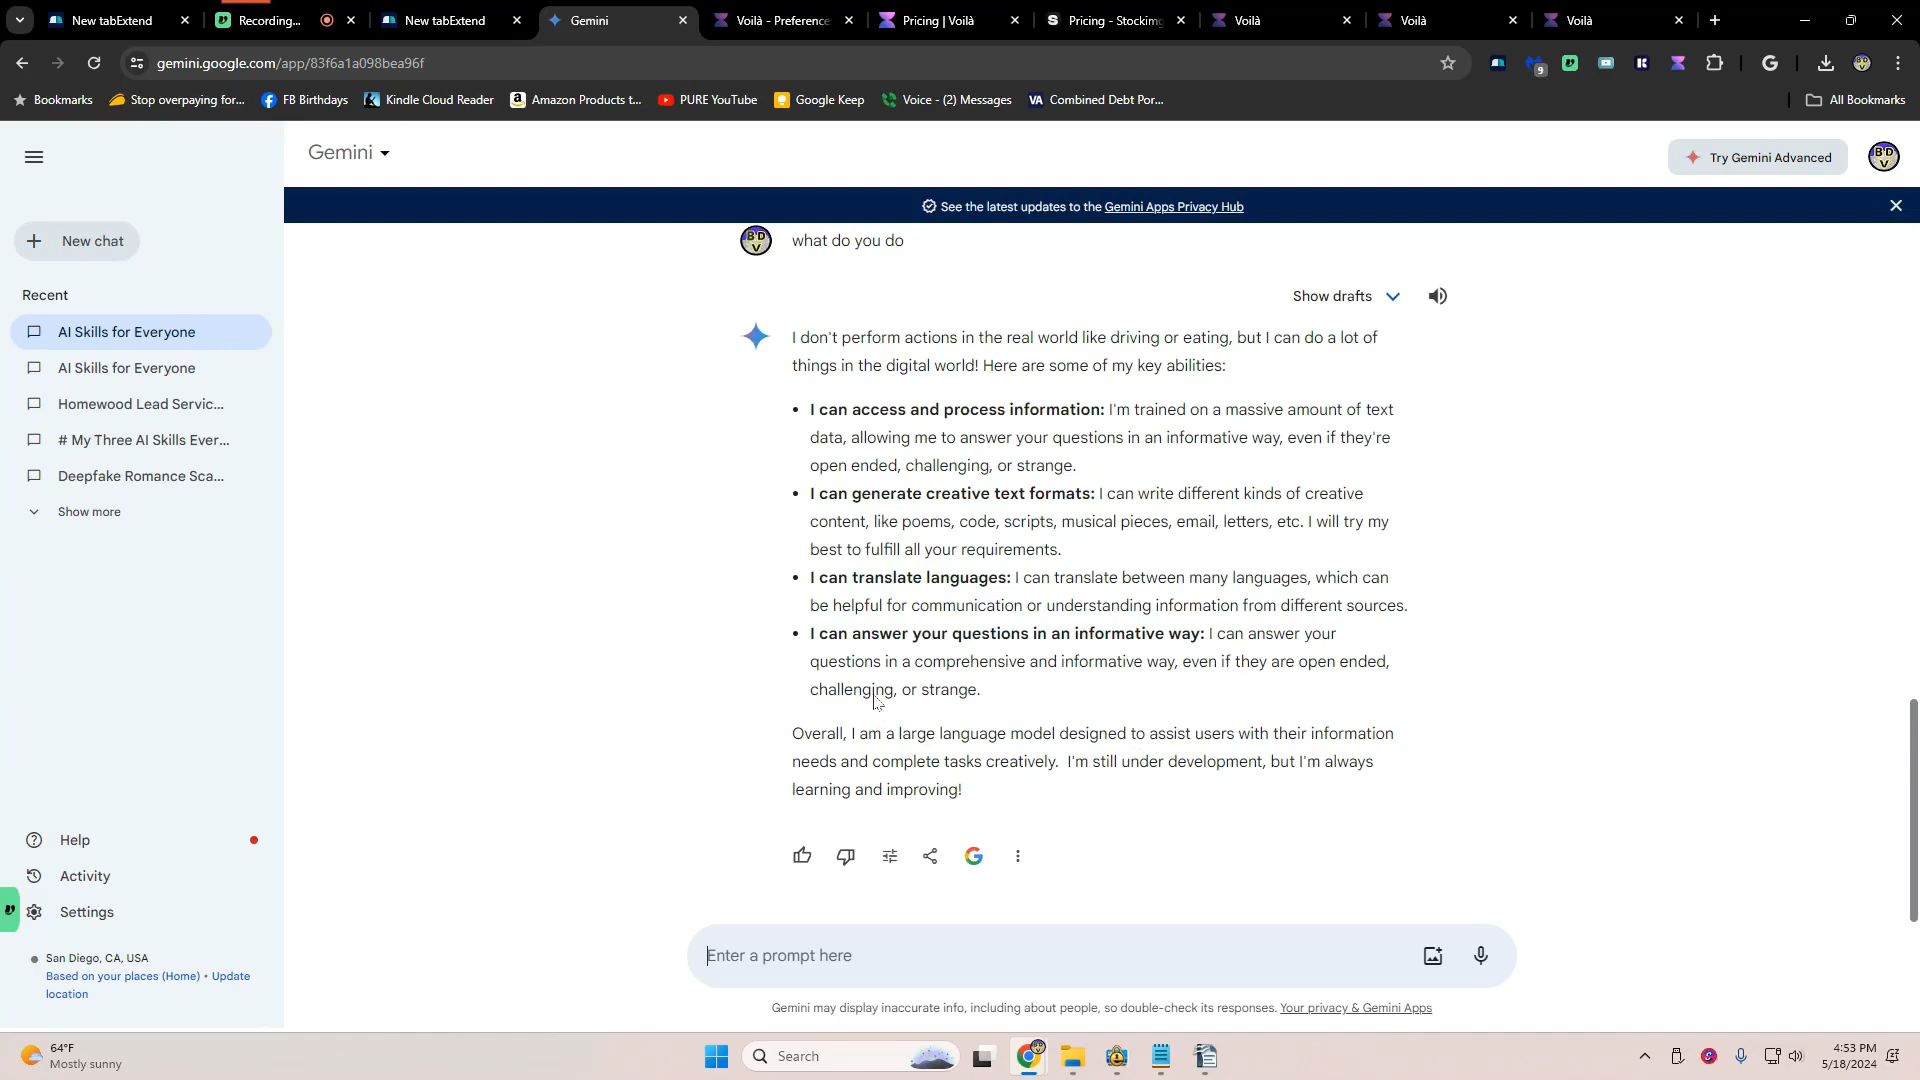 New tabExtend
Recording...
New tabExtend
Gemini
Voilà - Preference
Pricing | Voilà
Pricing - Stockimg
Voilà
Voilà
Voilà
gemini.google.com/app/83f6a1a098bea96f
9
Bookmarks
Stop overpaying for...
FB Birthdays
Kindle Cloud Reader
Amazon Products t...
PURE YouTube
Google Keep
Voice - (2) Messages
VA Combined Debt Por...
All Bookmarks
Gemini
Try Gemini Advanced
BD
V
See the latest updates to the Gemini Apps Privacy Hub
New chat
Recent
AI Skills for Everyone
AI Skills for Everyone
Homewood Lead Servic...
# My Three AI Skills Ever...
Deepfake Romance Sca...
Show more
Help
Activity
Settings
San Diego, CA, USA
Based on your places (Home) • Update
location
BD
V
what do you do
Show drafts
I don't perform actions in the real world like driving or eating, but I can do a lot of
things in the digital world! Here are some of my key abilities:
• I can access and process information: I'm trained on a massive amount of text
data, allowing me to answer your questions in an informative way, even if they're
open ended, challenging, or strange.
• I can generate creative text formats: I can write different kinds of creative
content, like poems, code, scripts, musical pieces, email, letters, etc. I will try my
best to fulfill all your requirements.
• I can translate languages: I can translate between many languages, which can
be helpful for communication or understanding information from different sources.
• I can answer your questions in an informative way: I can answer your
questions in a comprehensive and informative way, even if they are open ended,
challenging, or strange.
Overall, I am a large language model designed to assist users with their information
needs and complete tasks creatively. I'm still under development, but I'm always
learning and improving!
Enter a prompt here
Gemini may display inaccurate info, including about people, so double-check its responses. Your privacy & Gemini Apps
64°F
Mostly sunny
Search
4:53 PM
5/18/2024